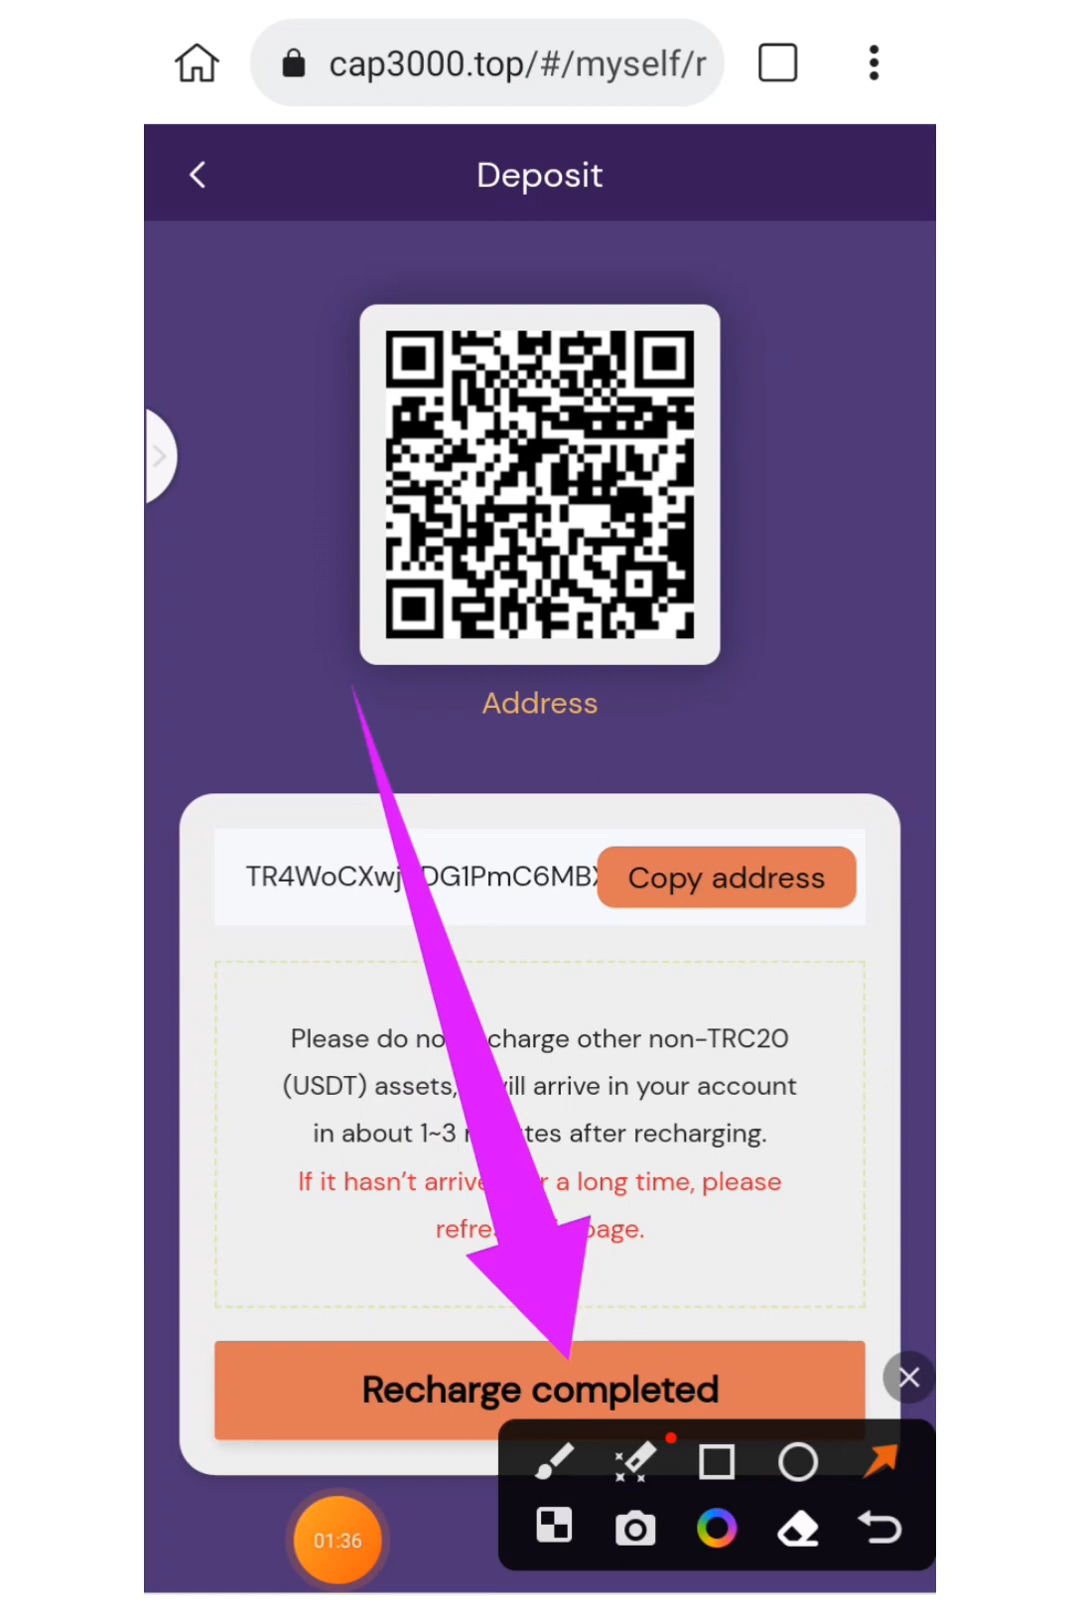 cap3000.top/#/myself/r
Deposit
Address
TR4WoCXwj DG1PmC6MB
Copy address
Please do no charge other non-TRC20
(USDT) assets, ill arrive in your account
in about 1~3 tes after recharging.
If it hasn't arrive r a long time, please
refre page.
Recharge completed
01:36